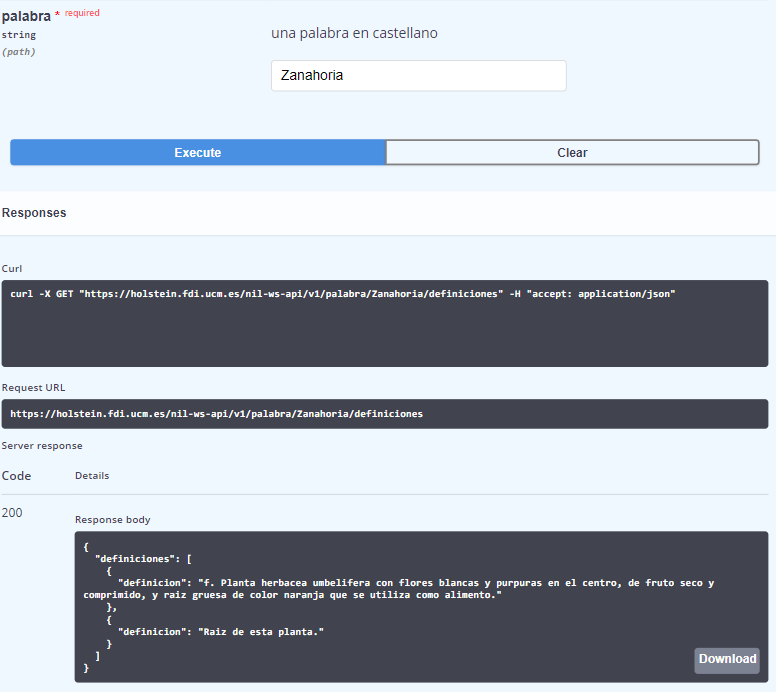 palabra * required
string
(path)
una palabra en castellano
Zanahoria
Execute
Clear
Responses
Curl
curl -X GET "https://holstein.fdi.ucm.es/nil-ws-api/v1/palabra/Zanahoria/definiciones" -H "accept: application/json"
Request URL
https://holstein.fdi.ucm.es/nil-ws-api/v1/palabra/Zanahoria/definiciones
Server response
Code
Details
200
Response body
{
  "definiciones": [
    {
      "definicion": "f. Planta herbacea umbelifera con flores blancas y purpuras en el centro, de fruto seco y
comprimido, y raiz gruesa de color naranja que se utiliza como alimento."
    },
    {
      "definicion": "Raiz de esta planta."
    }
  ]
}
Download